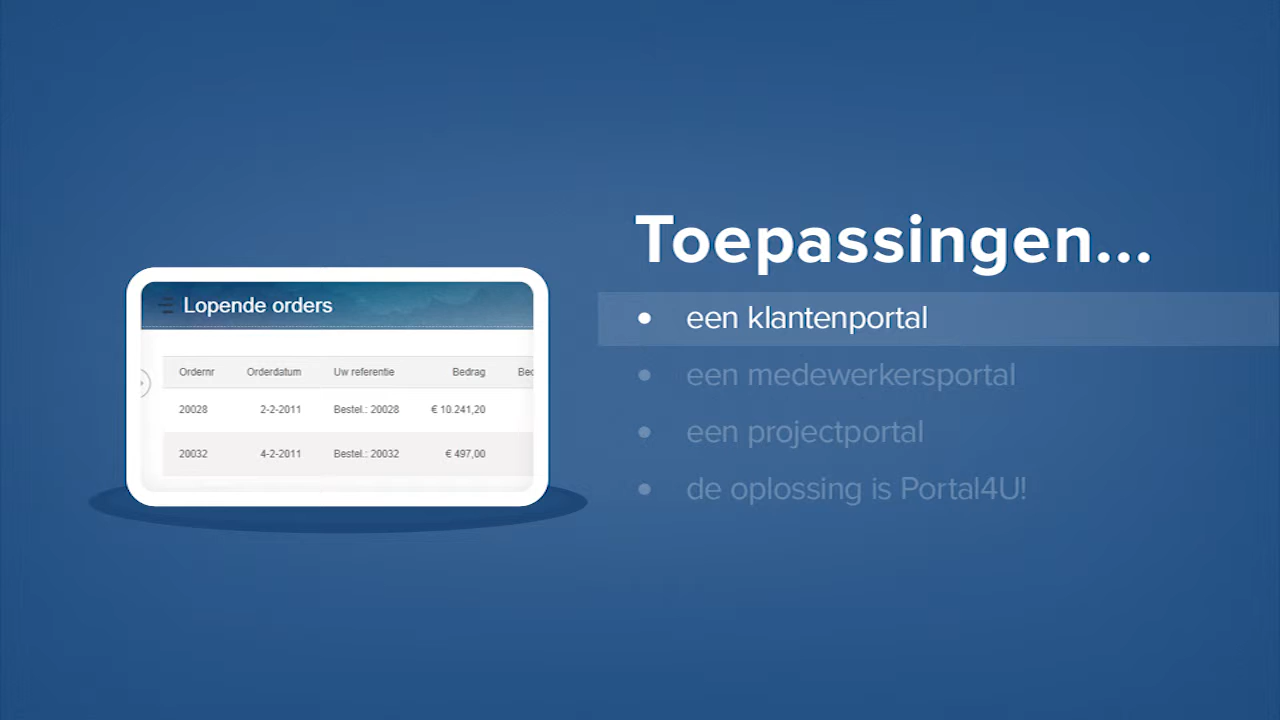 Toepassingen...
• een klantenportal
• een medewerkersportal
• een projectportal
• de oplossing is Portal4U!
Lopende orders
Ordernr Orderdatum Uw referentie Bedrag
20028 2-2-2011 Bestel.: 20028 € 10.241,20
20032 4-2-2011 Bestel.: 20032 € 497,00